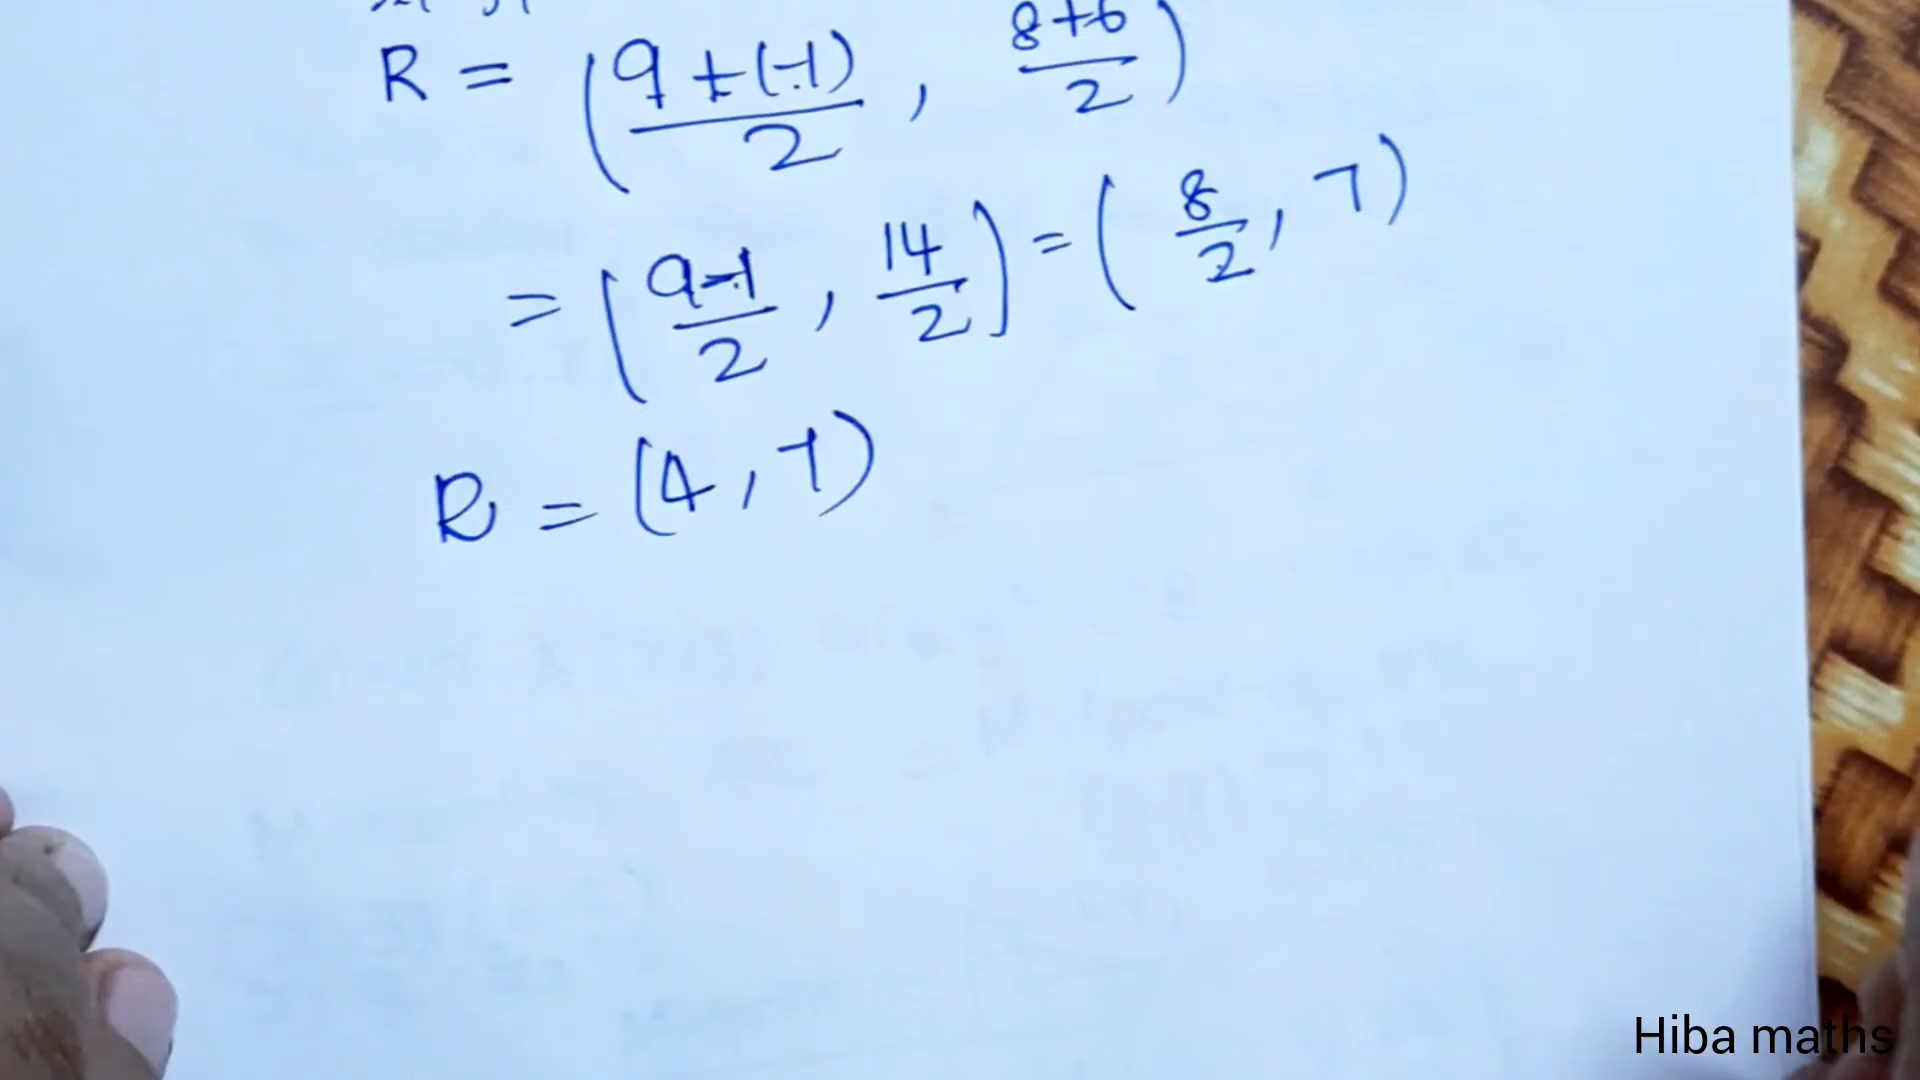 R = (9+(-1)/2 , 8+6/2)
= (9-1/2 , 14/2) = (8/2 , 7)
R = (4, 7)
Hiba maths